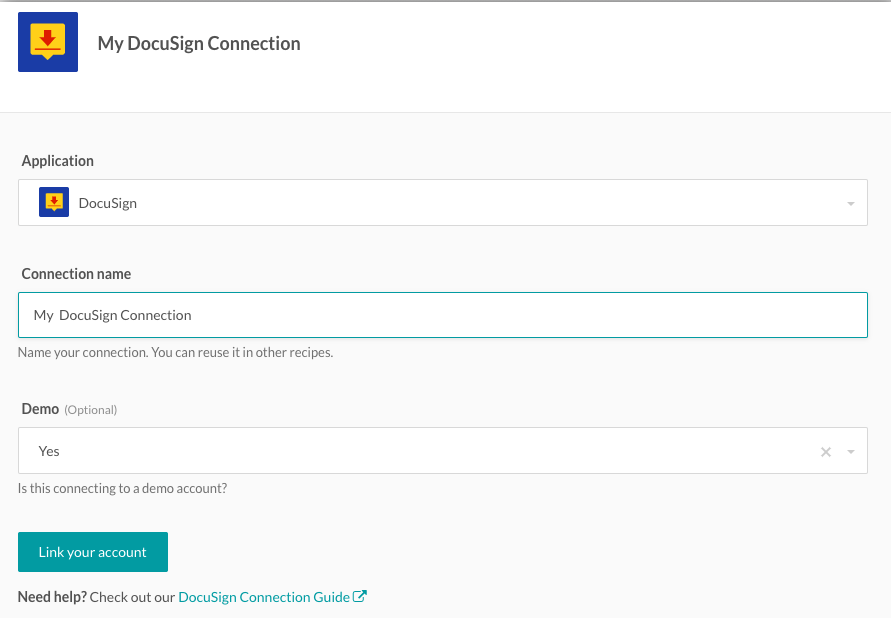 My DocuSign Connection
Application
DocuSign
Connection name
My  DocuSign Connection
Name your connection. You can reuse it in other recipes.
Demo (Optional)
Yes
Is this connecting to a demo account?
Link your account
Need help? Check out our DocuSign Connection Guide